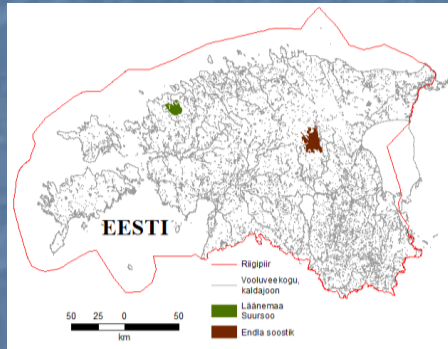 EESTI
Riigipiir
Vooluveekogu,
kaldajoon
Läänemaa
Suursoo
Endla soostik
50 25 0 50
km